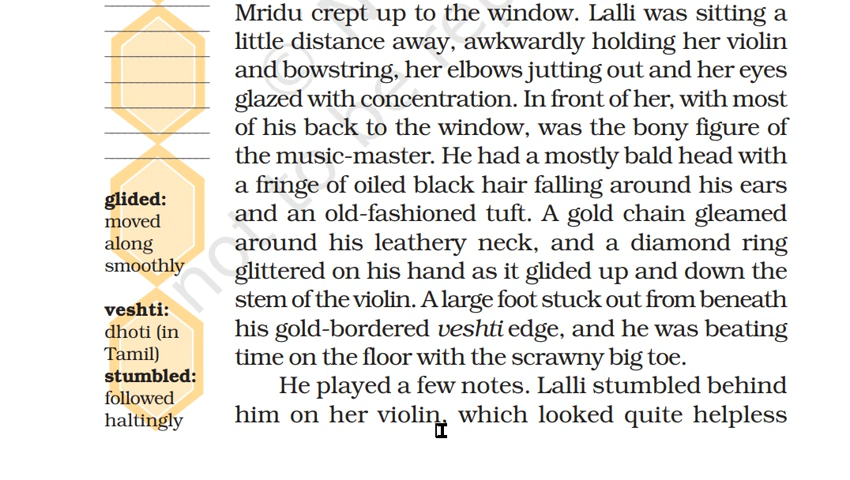 Mridu crept up to the window. Lalli was sitting a
little distance away, awkwardly holding her violin
and bowstring, her elbows jutting out and her eyes
glazed with concentration. In front of her, with most
of his back to the window, was the bony figure of
the music-master. He had a mostly bald head with
a fringe of oiled black hair falling around his ears
and an old-fashioned tuft. A gold chain gleamed
around his leathery neck, and a diamond ring
glittered on his hand as it glided up and down the
stem of the violin. A large foot stuck out from beneath
his gold-bordered veshti edge, and he was beating
time on the floor with the scrawny big toe.
He played a few notes. Lalli stumbled behind
him on her violin, which looked quite helpless
glided:
moved
along
smoothly
veshti:
dhoti (in
Tamil)
stumbled:
followed
haltingly
not to be